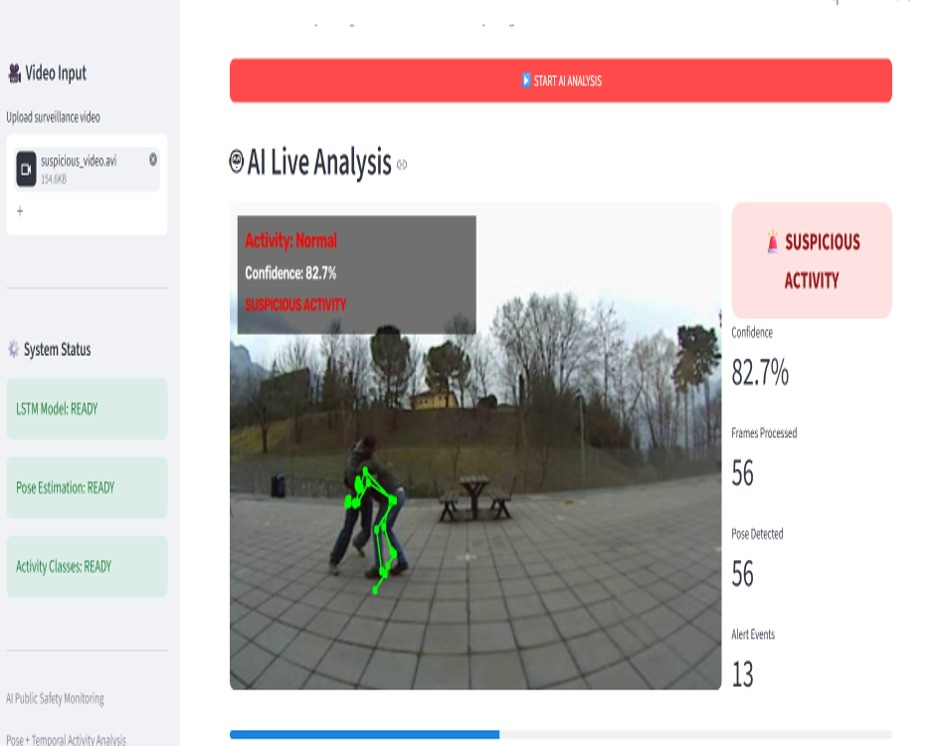 Video Input
Upload surveillance video
suspicious_video.avi
154.6KB
+
System Status
LSTM Model: READY
Pose Estimation: READY
Activity Classes: READY
AI Public Safety Monitoring
Pose + Temporal Activity Analysis
START AI ANALYSIS
AI Live Analysis
Activity: Normal
Confidence: 82.7%
SUSPICIOUS ACTIVITY
SUSPICIOUS
ACTIVITY
Confidence
82.7%
Frames Processed
56
Pose Detected
56
Alert Events
13